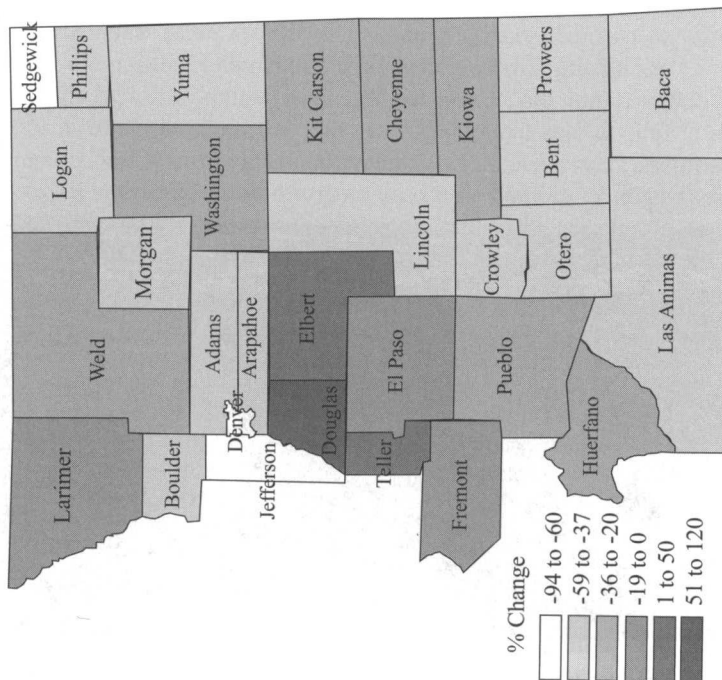 Sedgewick
Phillips
Logan
Yuma
Weld
Morgan
Washington
Larimer
Boulder
Adams
Arapahoe
Denver
Jefferson
Kit Carson
Elbert
Douglas
Lincoln
Cheyenne
El Paso
Teller
Kiowa
Crowley
Fremont
Pueblo
Prowers
Bent
Otero
Baca
Las Animas
Huerfano
% Change
-94 to -60
-59 to -37
-36 to -20
-19 to 0
1 to 50
51 to 120